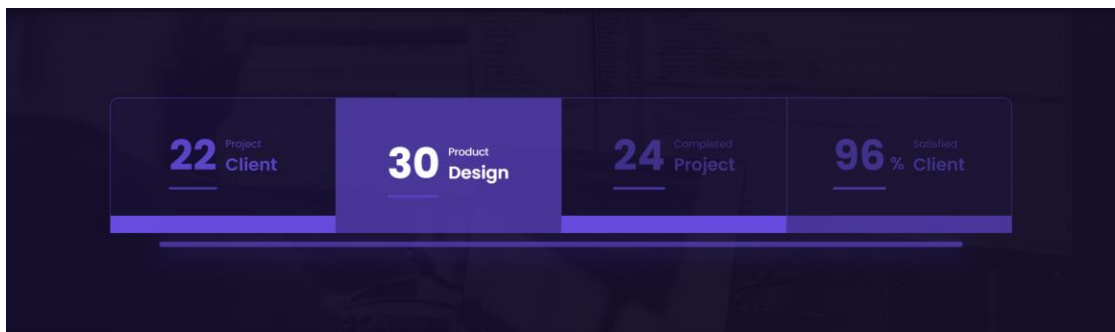 22
Project
Client
30
Product
Design
24
Completed
Project
96 %
Satisfied
Client